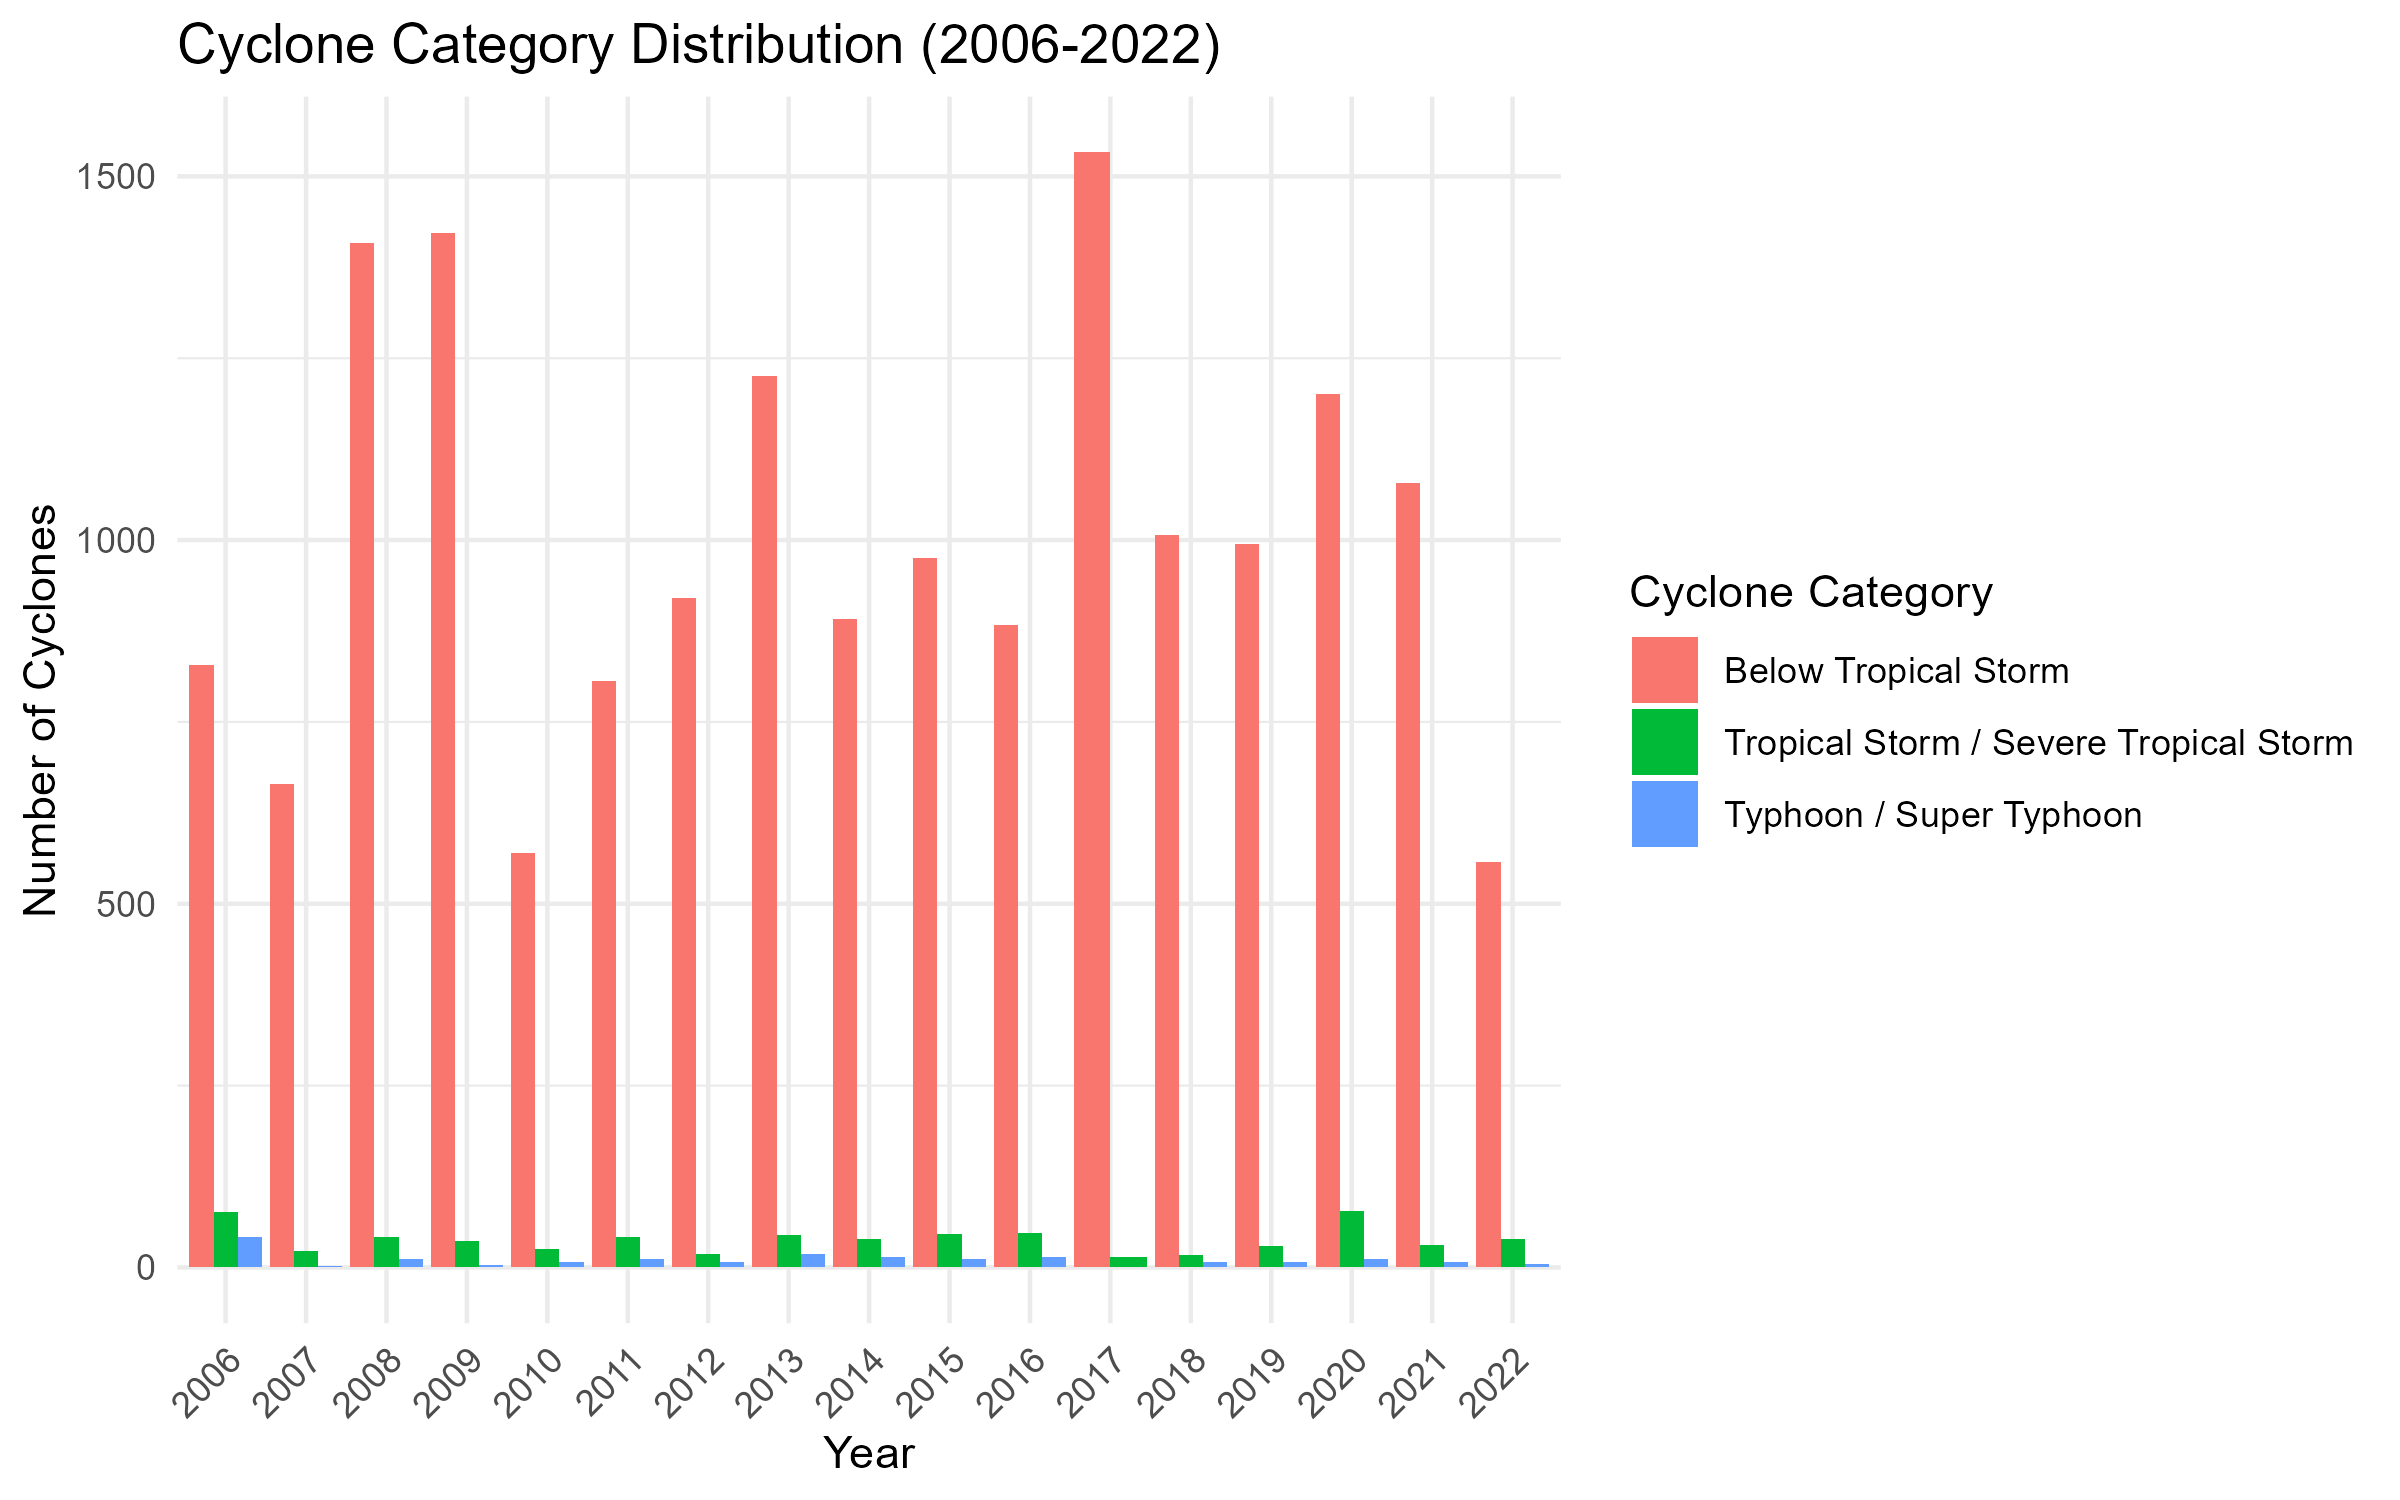 Cyclone Category Distribution (2006-2022)
Number of Cyclones
1500
1000
500
0
2006 2007 2008 2009 2010 2011 2012 2013 2014 2015 2016 2017 2018 2019 2020 2021 2022
Year
Cyclone Category
Below Tropical Storm
Tropical Storm / Severe Tropical Storm
Typhoon / Super Typhoon